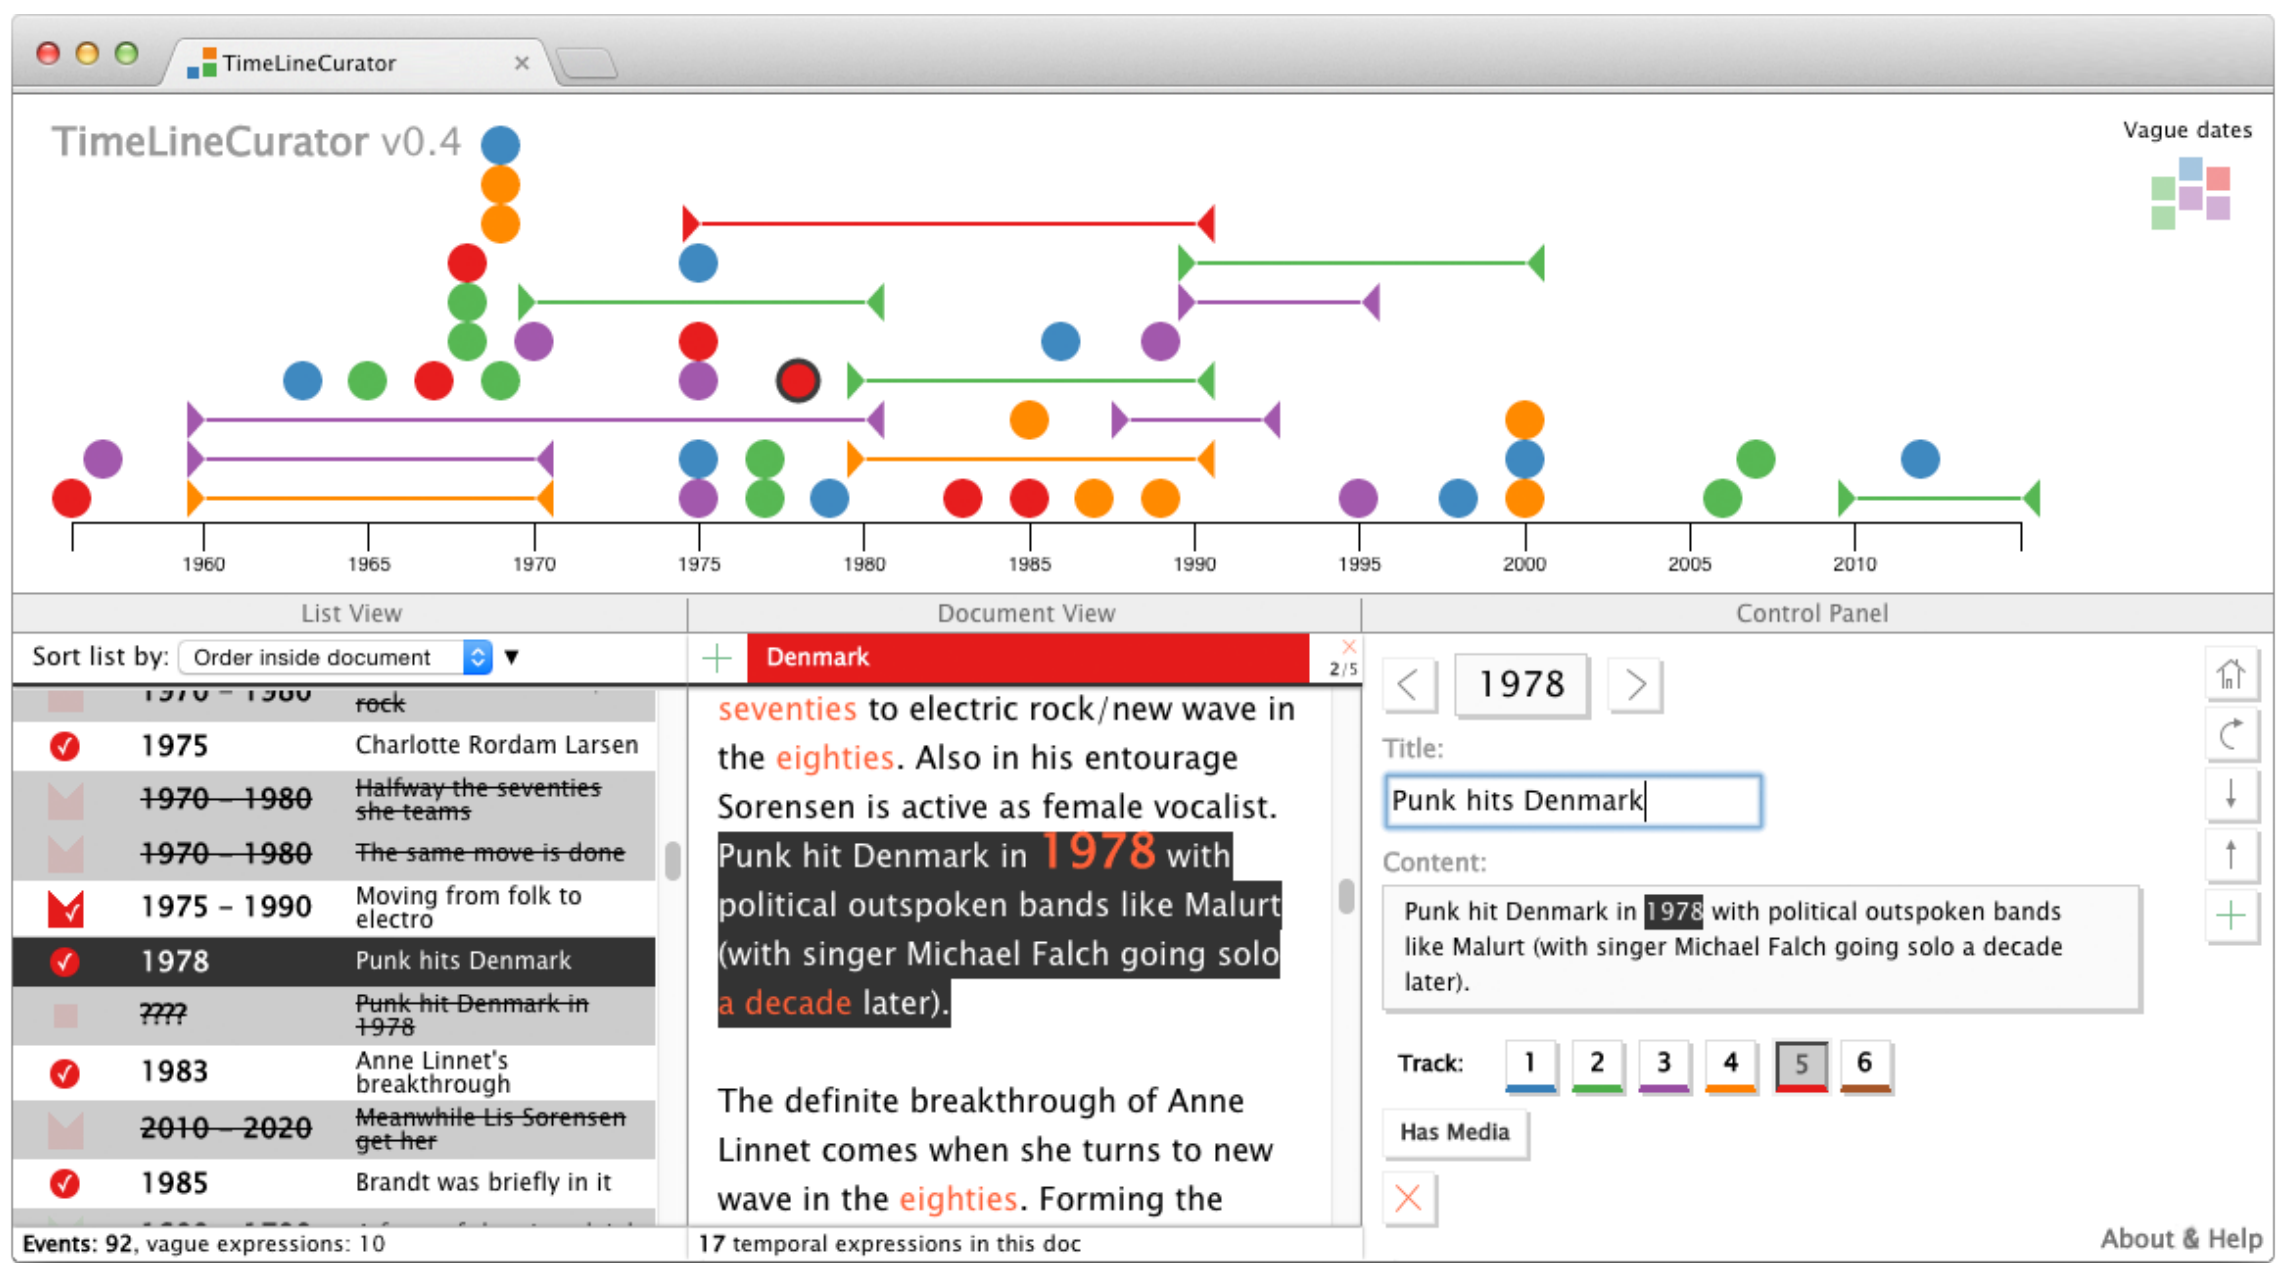 TimeLineCurator
TimeLineCurator v0.4
Vague dates
1960 1965 1970 1975 1980 1985 1990 1995 2000 2005 2010
List View
Sort list by: Order inside document ▼
1970 – 1980 rock
1975 Charlotte Rordam Larsen
1970 – 1980 Halfway the seventies
she teams
1970 – 1980 The same move is done
1975 – 1990 Moving from folk to
electro
1978 Punk hits Denmark
???? Punk hit Denmark in
1978
1983 Anne Linnet's
breakthrough
2010 – 2020 Meanwhile Lis Sorensen
get her
1985 Brandt was briefly in it
Events: 92, vague expressions: 10
Document View
+ Denmark × 2/5
seventies to electric rock/new wave in
the eighties. Also in his entourage
Sorensen is active as female vocalist.
Punk hit Denmark in 1978 with
political outspoken bands like Malurt
(with singer Michael Falch going solo
a decade later).
The definite breakthrough of Anne
Linnet comes when she turns to new
wave in the eighties. Forming the
17 temporal expressions in this doc
Control Panel
< 1978 >
Title:
Punk hits Denmark
Content:
Punk hit Denmark in 1978 with political outspoken bands
like Malurt (with singer Michael Falch going solo a decade
later).
Track: 1 2 3 4 5 6
Has Media
About & Help